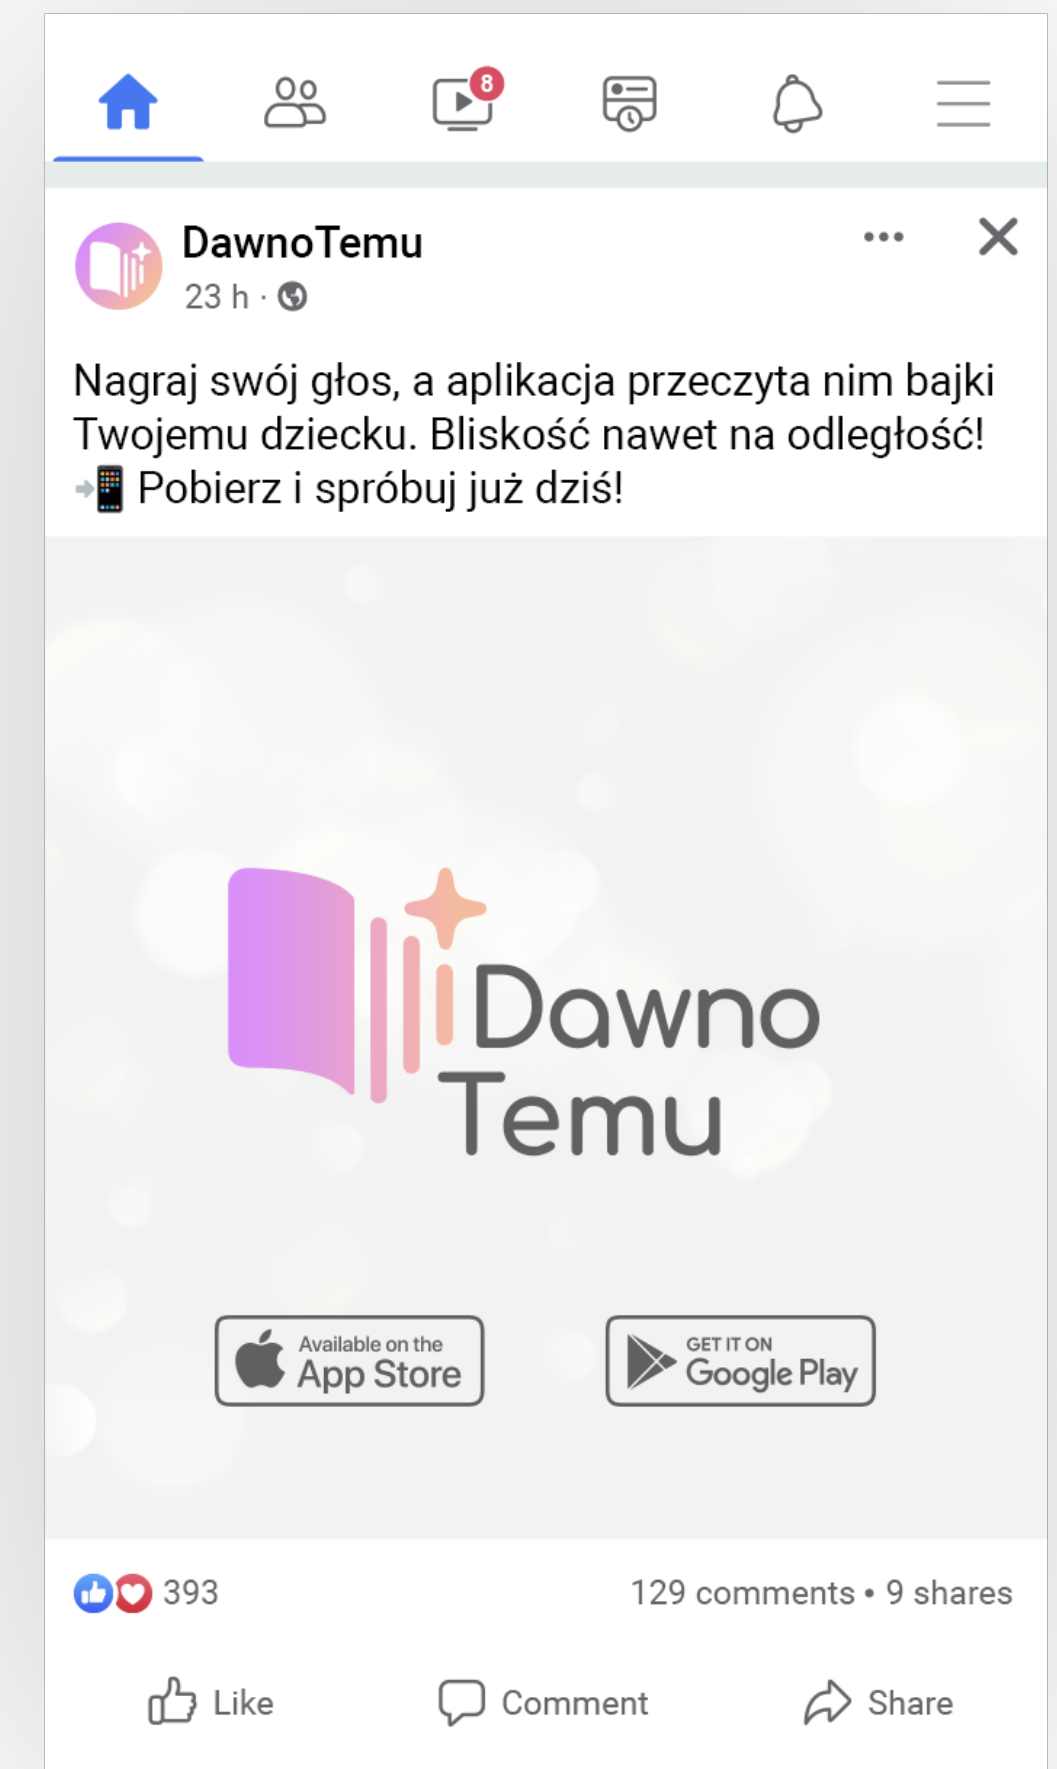 8
DawnoTemu
23 h ·
Nagraj swój głos, a aplikacja przeczyta nim bajki
Twojemu dziecku. Bliskość nawet na odległość!
📲 Pobierz i spróbuj już dziś!
Dawno
Temu
Available on the
App Store
GET IT ON
Google Play
393
129 comments • 9 shares
Like
Comment
Share